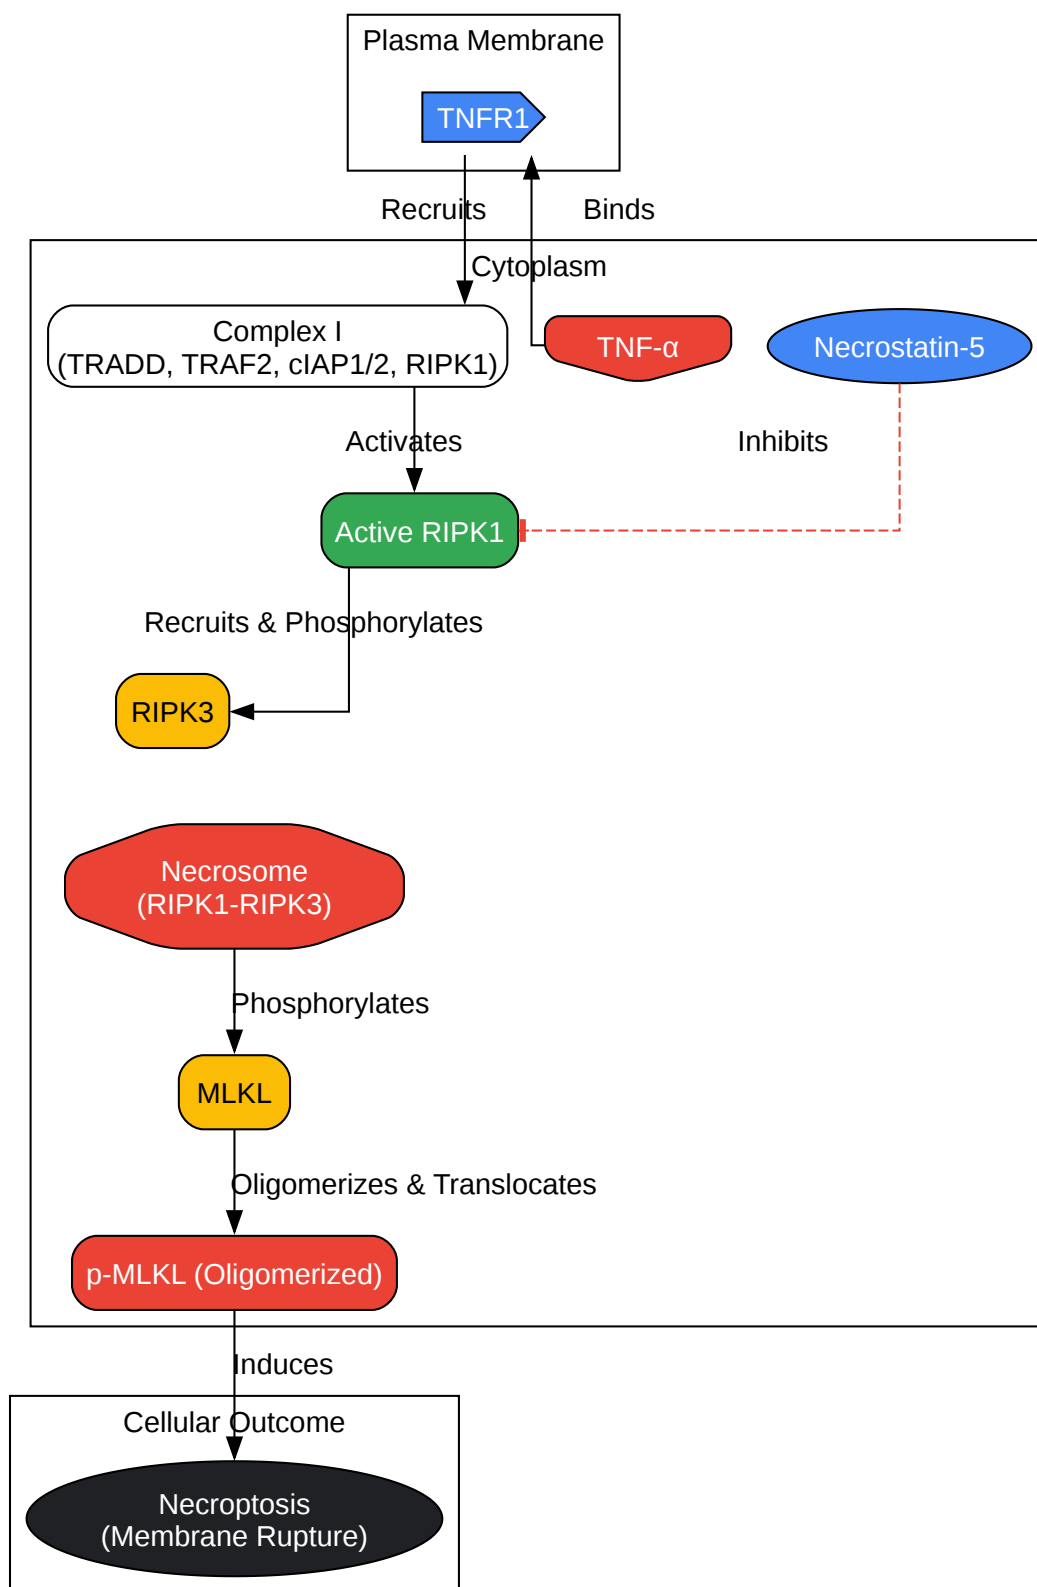 Plasma Membrane
TNFR1
Recruits
Binds
Cytoplasm
Complex I
(TRADD, TRAF2, cIAP1/2, RIPK1)
TNF-α
Necrostatin-5
Activates
Inhibits
Active RIPK1
Recruits & Phosphorylates
RIPK3
Necrosome
(RIPK1-RIPK3)
Phosphorylates
MLKL
Oligomerizes & Translocates
p-MLKL (Oligomerized)
Induces
Cellular Outcome
Necroptosis
(Membrane Rupture)